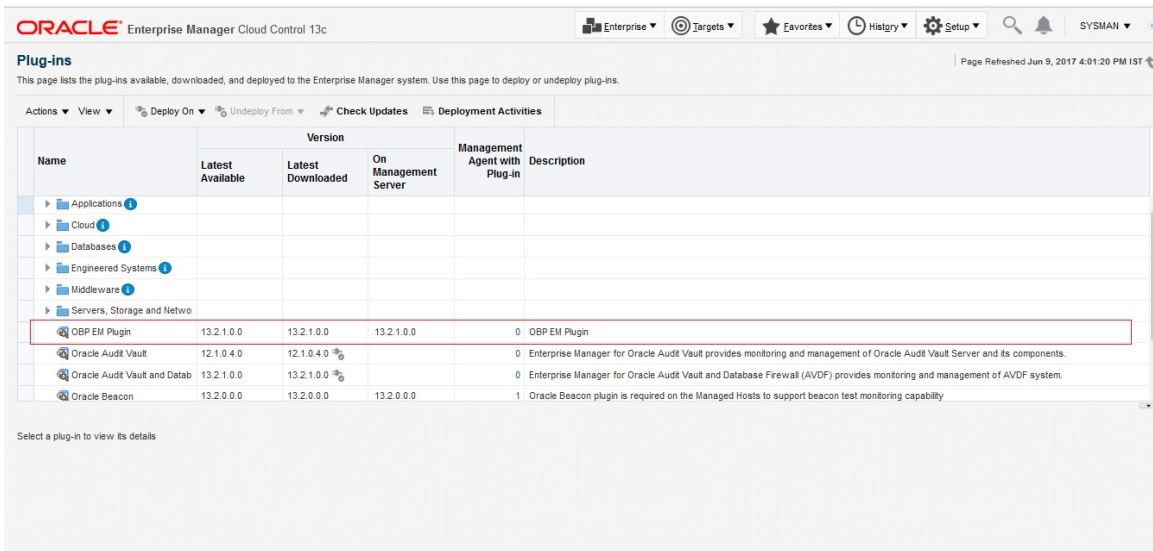 ORACLE Enterprise Manager Cloud Control 13c
Enterprise Targets Favorites History Setup SYSMAN
Plug-ins
Page Refreshed Jun 9, 2017 4:01:20 PM IST
This page lists the plug-ins available, downloaded, and deployed to the Enterprise Manager system. Use this page to deploy or undeploy plug-ins.
Actions View Deploy On Undeploy From Check Updates Deployment Activities
Name
Version
Latest Available
Latest Downloaded
On Management Server
Management Agent with Plug-in
Description
Applications
Cloud
Databases
Engineered Systems
Middleware
Servers, Storage and Netwo
OBP EM Plugin 13.2.1.0.0 13.2.1.0.0 13.2.1.0.0 0 OBP EM Plugin
Oracle Audit Vault 12.1.0.4.0 12.1.0.4.0 0 Enterprise Manager for Oracle Audit Vault provides monitoring and management of Oracle Audit Vault Server and its components.
Oracle Audit Vault and Datab 13.2.1.0.0 13.2.1.0.0 0 Enterprise Manager for Oracle Audit Vault and Database Firewall (AVDF) provides monitoring and management of AVDF system.
Oracle Beacon 13.2.0.0.0 13.2.0.0.0 13.2.0.0.0 1 Oracle Beacon plugin is required on the Managed Hosts to support beacon test monitoring capability
Select a plug-in to view its details